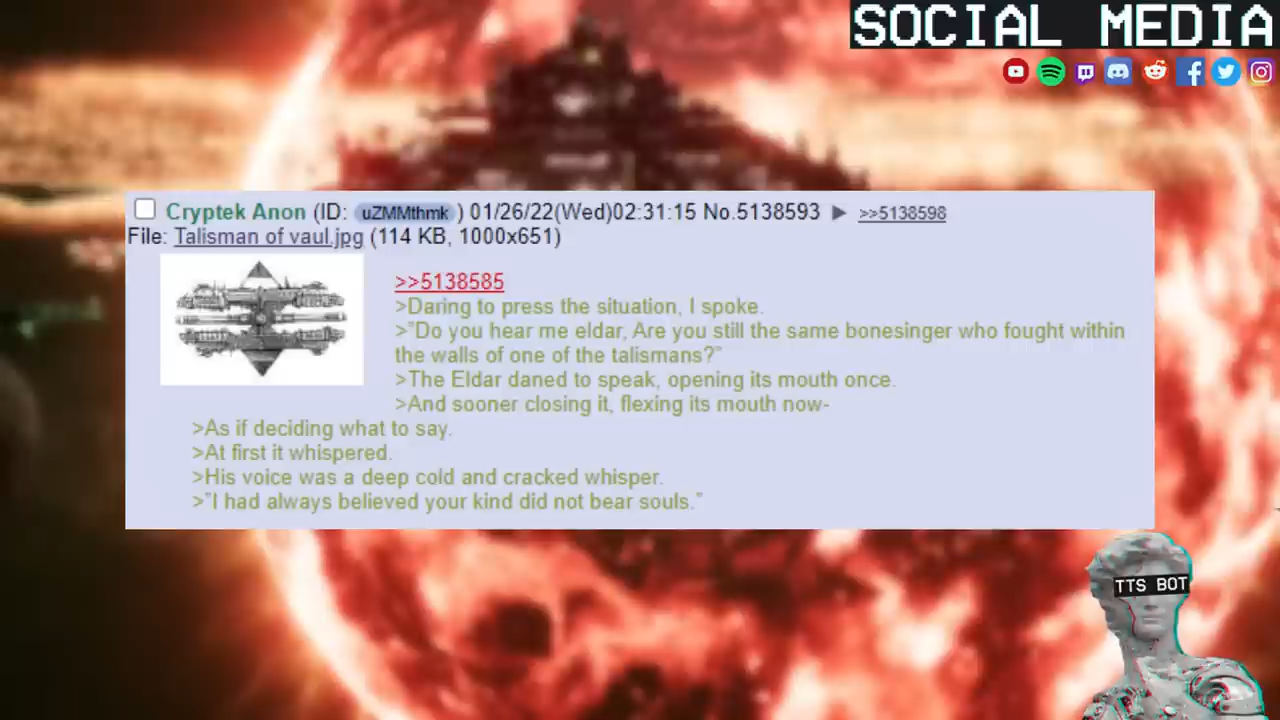 SOCIAL MEDIA
Cryptek Anon (ID: uZMMthmk ) 01/26/22(Wed)02:31:15 No.5138593 ▶ >>5138598
File: Talisman of vaul.jpg (114 KB, 1000x651)
>>5138585
>Daring to press the situation, I spoke.
>"Do you hear me eldar, Are you still the same bonesinger who fought within
the walls of one of the talismans?"
>The Eldar daned to speak, opening its mouth once.
>And sooner closing it, flexing its mouth now-
>As if deciding what to say.
>At first it whispered.
>His voice was a deep cold and cracked whisper.
>"I had always believed your kind did not bear souls."
TTS BOT